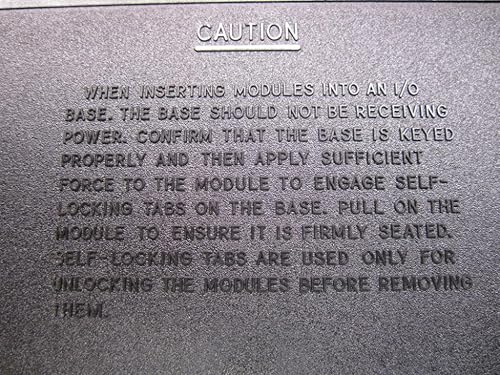 CAUTION
WHEN INSERTING MODULES INTO AN I/O
BASE. THE BASE SHOULD NOT BE RECEIVING
POWER. CONFIRM THAT THE BASE IS KEYED
PROPERLY AND THEN APPLY SUFFICIENT
FORCE TO THE MODULE TO ENGAGE SELF-
LOCKING TABS ON THE BASE. PULL ON THE
MODULE TO ENSURE IT IS FIRMLY SEATED.
SELF-LOCKING TABS ARE USED ONLY FOR
UNLOCKING THE MODULES BEFORE REMOVING
THEM.